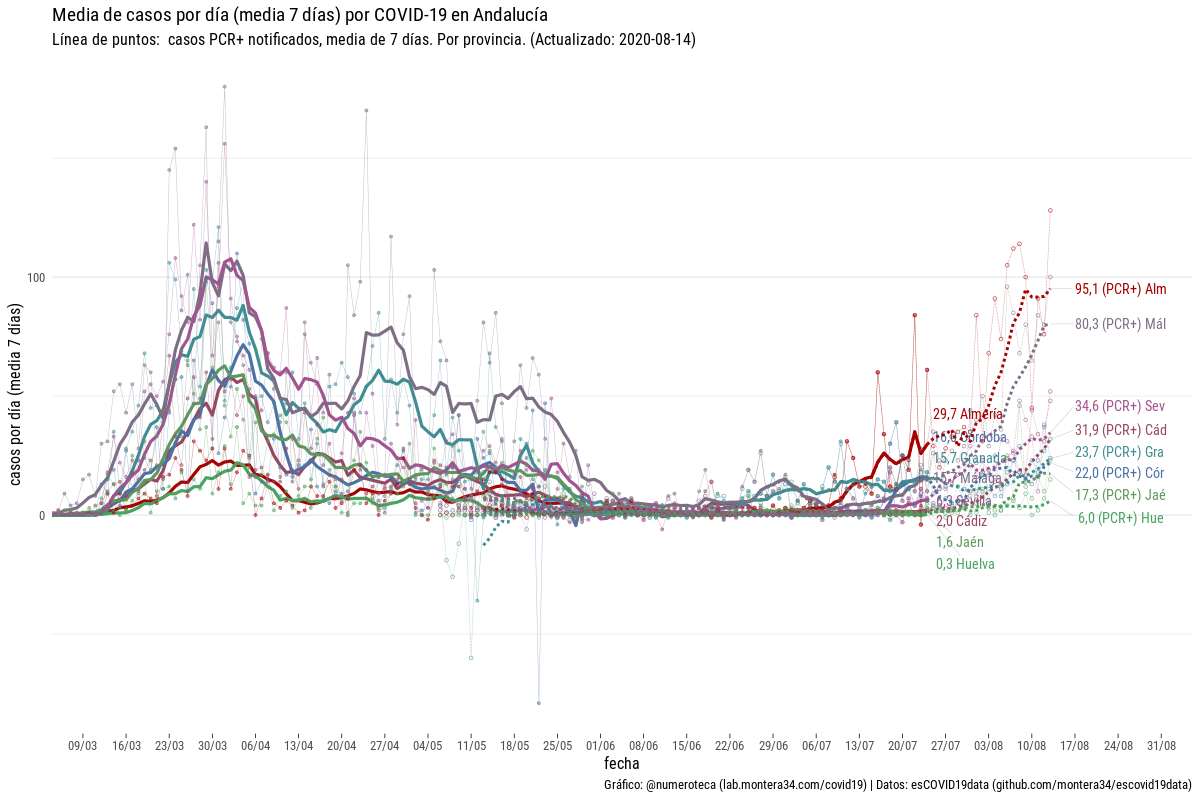 Media de casos por día (media 7 días) por COVID-19 en Andalucía
Línea de puntos:  casos PCR+ notificados, media de 7 días. Por provincia. (Actualizado: 2020-08-14)
casos por día (media 7 días)
100
0
95,1 (PCR+) Alm
80,3 (PCR+) Mál
34,6 (PCR+) Sev
31,9 (PCR+) Cád
23,7 (PCR+) Gra
22,0 (PCR+) Cór
17,3 (PCR+) Jaé
6,0 (PCR+) Hue
29,7 Almería
Córdoba
15,7 Granada
Málaga
Sevilla
2,0 Cádiz
1,6 Jaén
0,3 Huelva
09/03 16/03 23/03 30/03 06/04 13/04 20/04 27/04 04/05 11/05 18/05 25/05 01/06 08/06 15/06 22/06 29/06 06/07 13/07 20/07 27/07 03/08 10/08 17/08 24/08 31/08
fecha
Gráfico: @numeroteca (lab.montera34.com/covid19) | Datos: esCOVID19data (github.com/montera34/escovid19data)